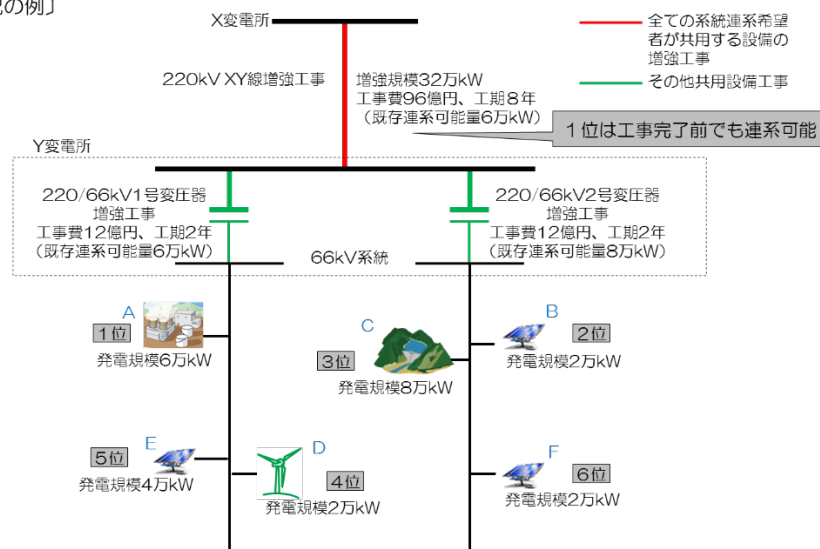 況の例〕
X変電所
全ての系統連系希望
者が共用する設備の
増強工事
その他共用設備工事
220kV XY線増強工事
増強規模32万kW
工事費96億円、工期8年
(既存連系可能量6万kW)
1位は工事完了前でも連系可能
Y変電所
220/66kV1号変圧器
増強工事
工事費12億円、工期2年
(既存連系可能量6万kW)
220/66kV2号変圧器
増強工事
工事費12億円、工期2年
(既存連系可能量8万kW)
66kV系統
A
1位
発電規模6万kW
B
2位
発電規模2万kW
C
3位
発電規模8万kW
E
5位
発電規模4万kW
D
4位
発電規模2万kW
F
6位
発電規模2万kW